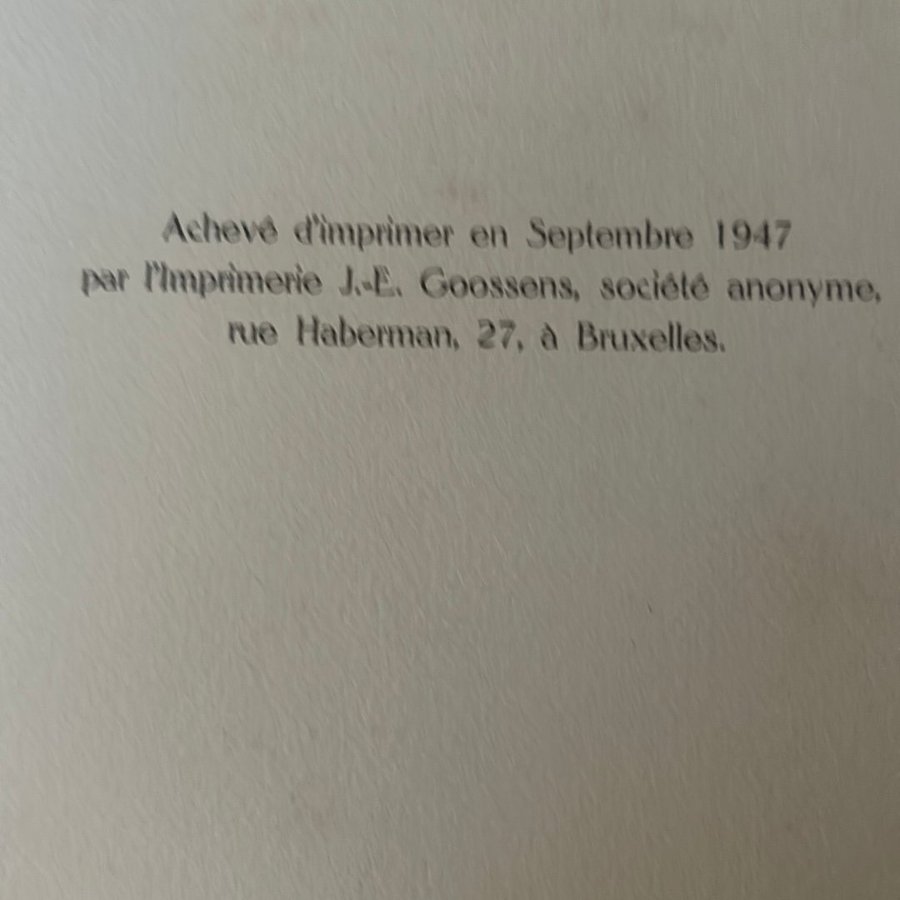 Achevé d'imprimer en Septembre 1947
par l'Imprimerie J.-E. Goossens, société anonyme,
rue Haberman, 27, à Bruxelles.